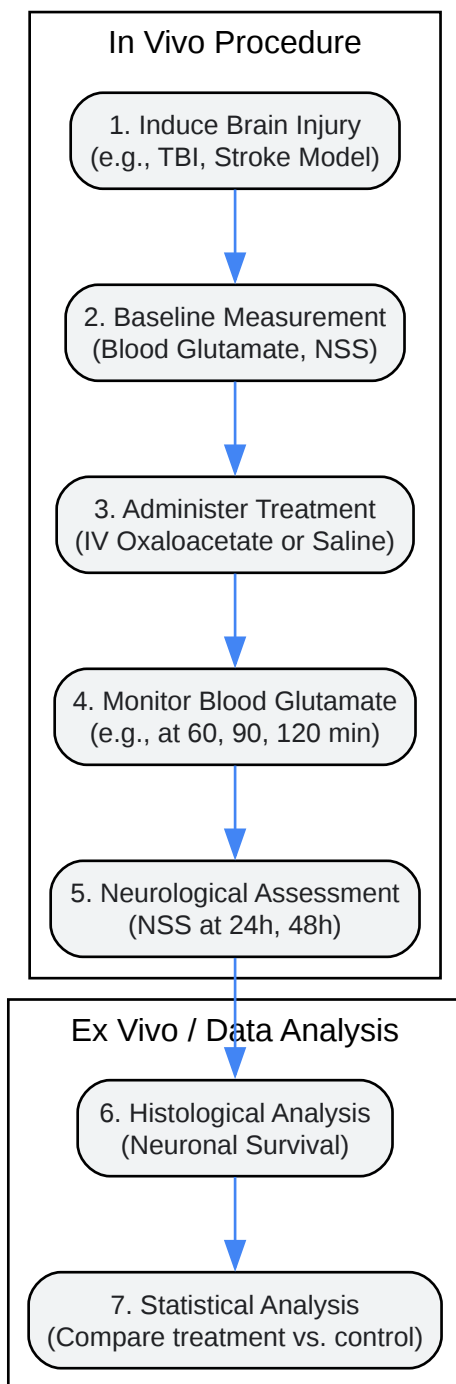 In Vivo Procedure
1. Induce Brain Injury
(e.g., TBI, Stroke Model)
2. Baseline Measurement
(Blood Glutamate, NSS)
3. Administer Treatment
(IV Oxaloacetate or Saline)
4. Monitor Blood Glutamate
(e.g., at 60, 90, 120 min)
5. Neurological Assessment
(NSS at 24h, 48h)
Ex Vivo / Data Analysis
6. Histological Analysis
(Neuronal Survival)
7. Statistical Analysis
(Compare treatment vs. control)